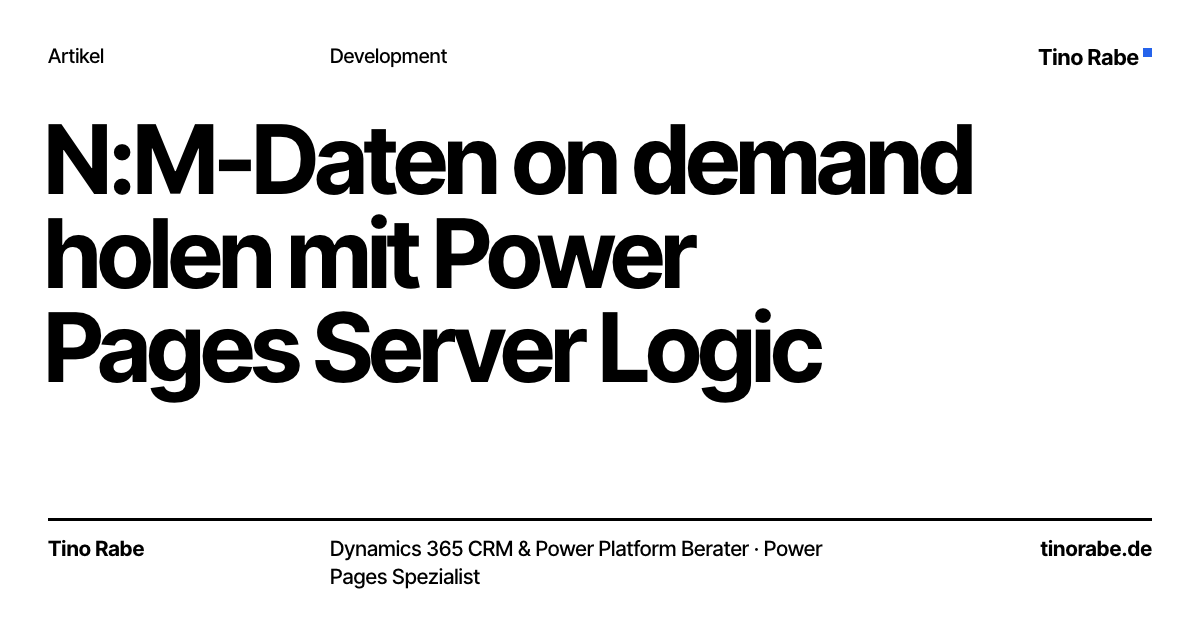 Artikel
Development
Tino Rabe
N:M-Daten on demand
holen mit Power
Pages Server Logic
Tino Rabe
Dynamics 365 CRM & Power Platform Berater · Power
Pages Spezialist
tinorabe.de